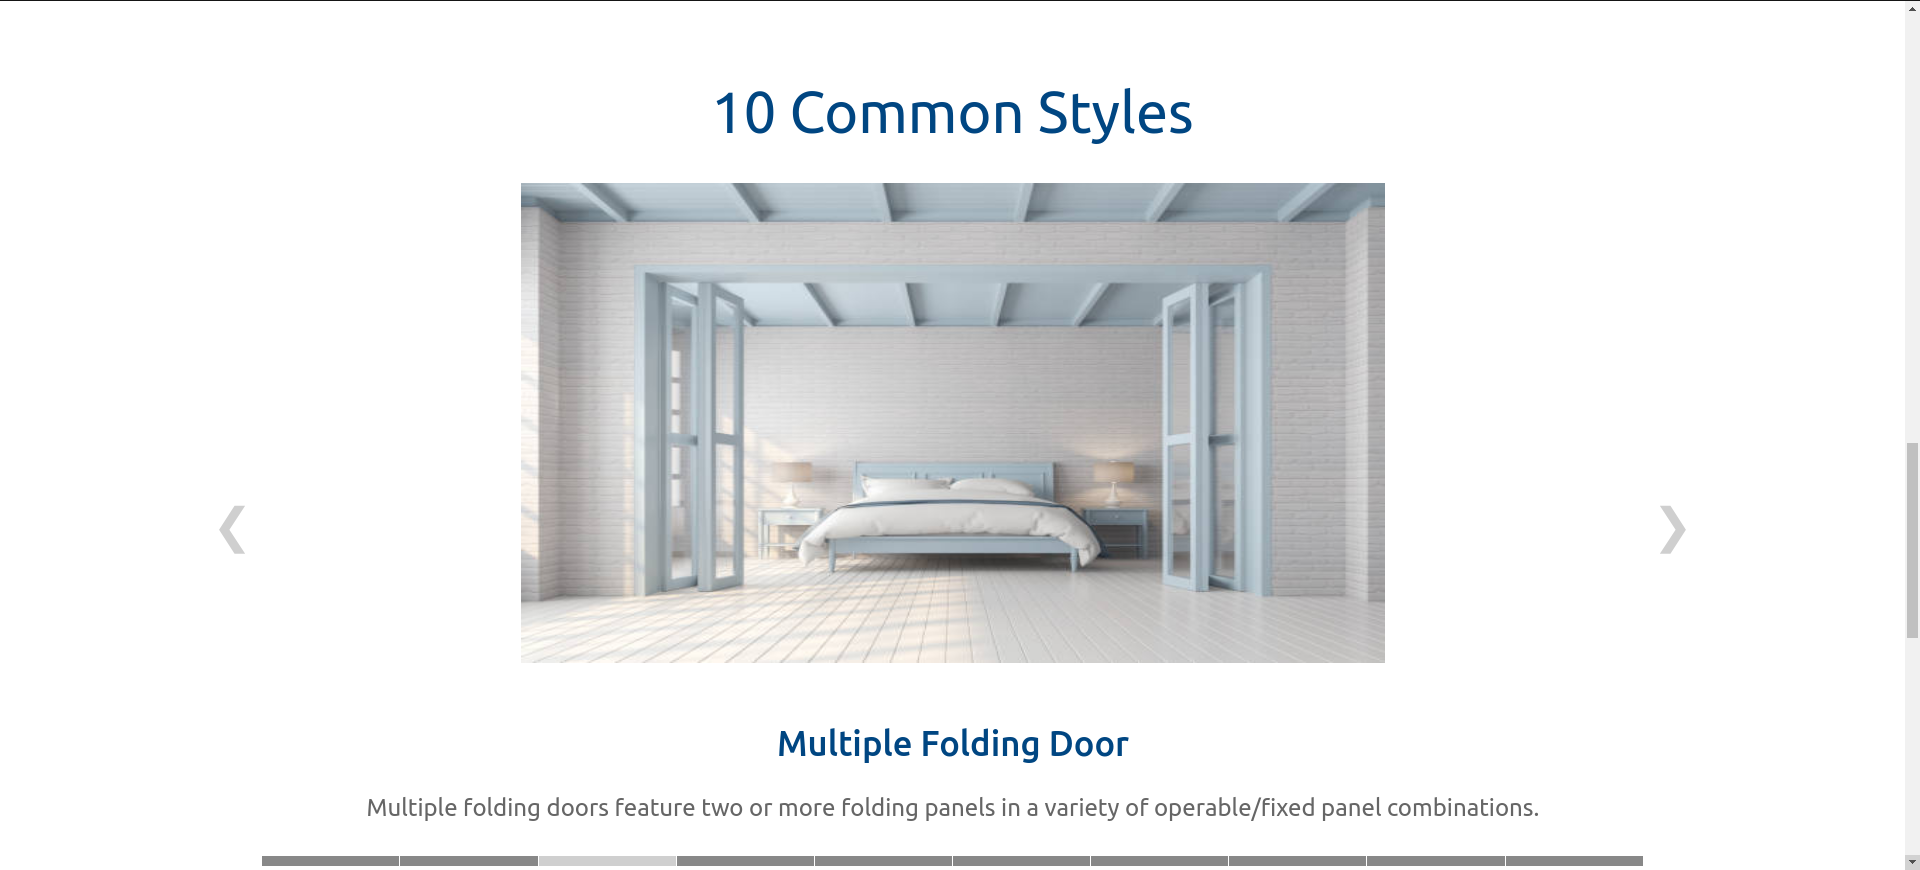 10 Common Styles
Multiple Folding Door
Multiple folding doors feature two or more folding panels in a variety of operable/fixed panel combinations.